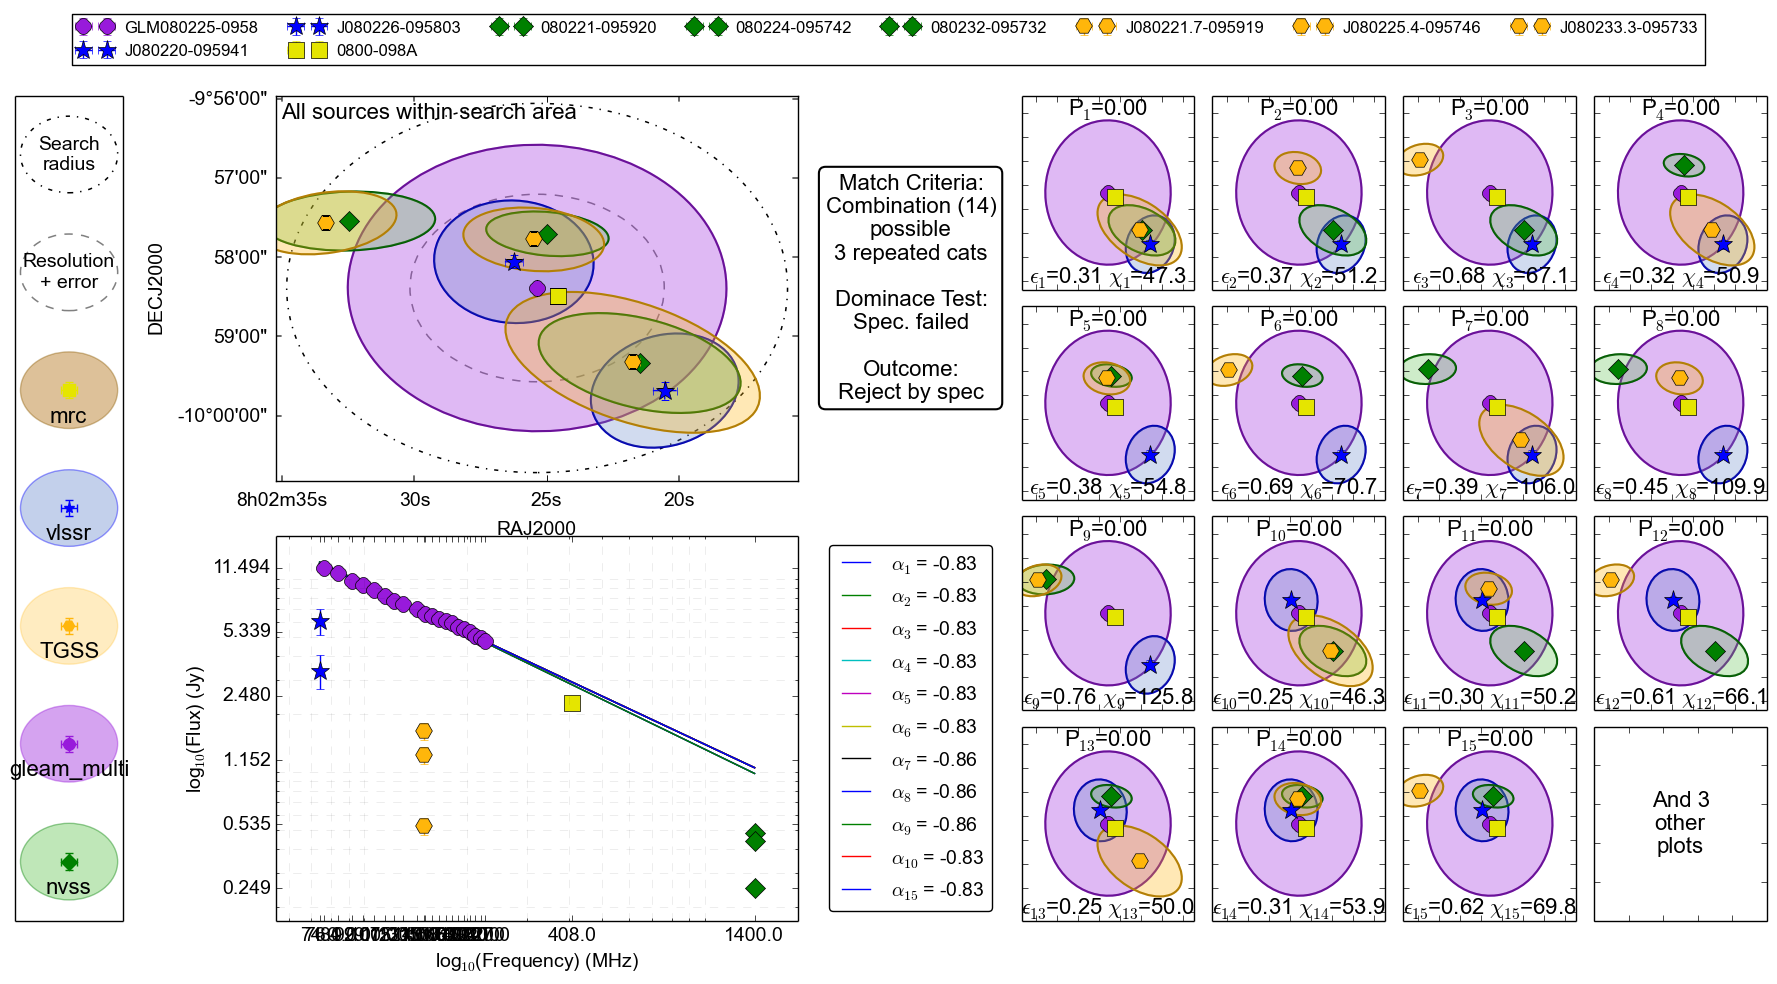 GLM080225-0958 J080226-095803 080221-095920 080224-095742 080232-095732 J080221.7-095919 J080225.4-095746 J080233.3-095733
J080220-095941 0800-098A
Search
radius
Resolution
+ error
mrc
vlssr
TGSS
gleam_multi
nvss
All sources within search area
-9°56'00"
57'00"
58'00"
59'00"
-10°00'00"
DECJ2000
8h02m35s 30s 25s 20s
RAJ2000
Match Criteria:
Combination (14)
possible
3 repeated cats
Dominace Test:
Spec. failed
Outcome:
Reject by spec
11.494
5.339
2.480
1.152
0.535
0.249
log10(Flux) (Jy)
408.0 1400.0
log10(Frequency) (MHz)
α1 = -0.83
α2 = -0.83
α3 = -0.83
α4 = -0.83
α5 = -0.83
α6 = -0.83
α7 = -0.86
α8 = -0.86
α9 = -0.86
α10 = -0.83
α15 = -0.83
P1=0.00 P2=0.00 P3=0.00 P4=0.00
ϵ1=0.31 χ1=47.3 ϵ2=0.37 χ2=51.2 ϵ3=0.68 χ3=67.1 ϵ4=0.32 χ4=50.9
P5=0.00 P6=0.00 P7=0.00 P8=0.00
ϵ5=0.38 χ5=54.8 ϵ6=0.69 χ6=70.7 ϵ7=0.39 χ7=106.0 ϵ8=0.45 χ8=109.9
P9=0.00 P10=0.00 P11=0.00 P12=0.00
ϵ9=0.76 χ9=125.8 ϵ10=0.25 χ10=46.3 ϵ11=0.30 χ11=50.2 ϵ12=0.61 χ12=66.1
P13=0.00 P14=0.00 P15=0.00
ϵ13=0.25 χ13=50.0 ϵ14=0.31 χ14=53.9 ϵ15=0.62 χ15=69.8
And 3
other
plots